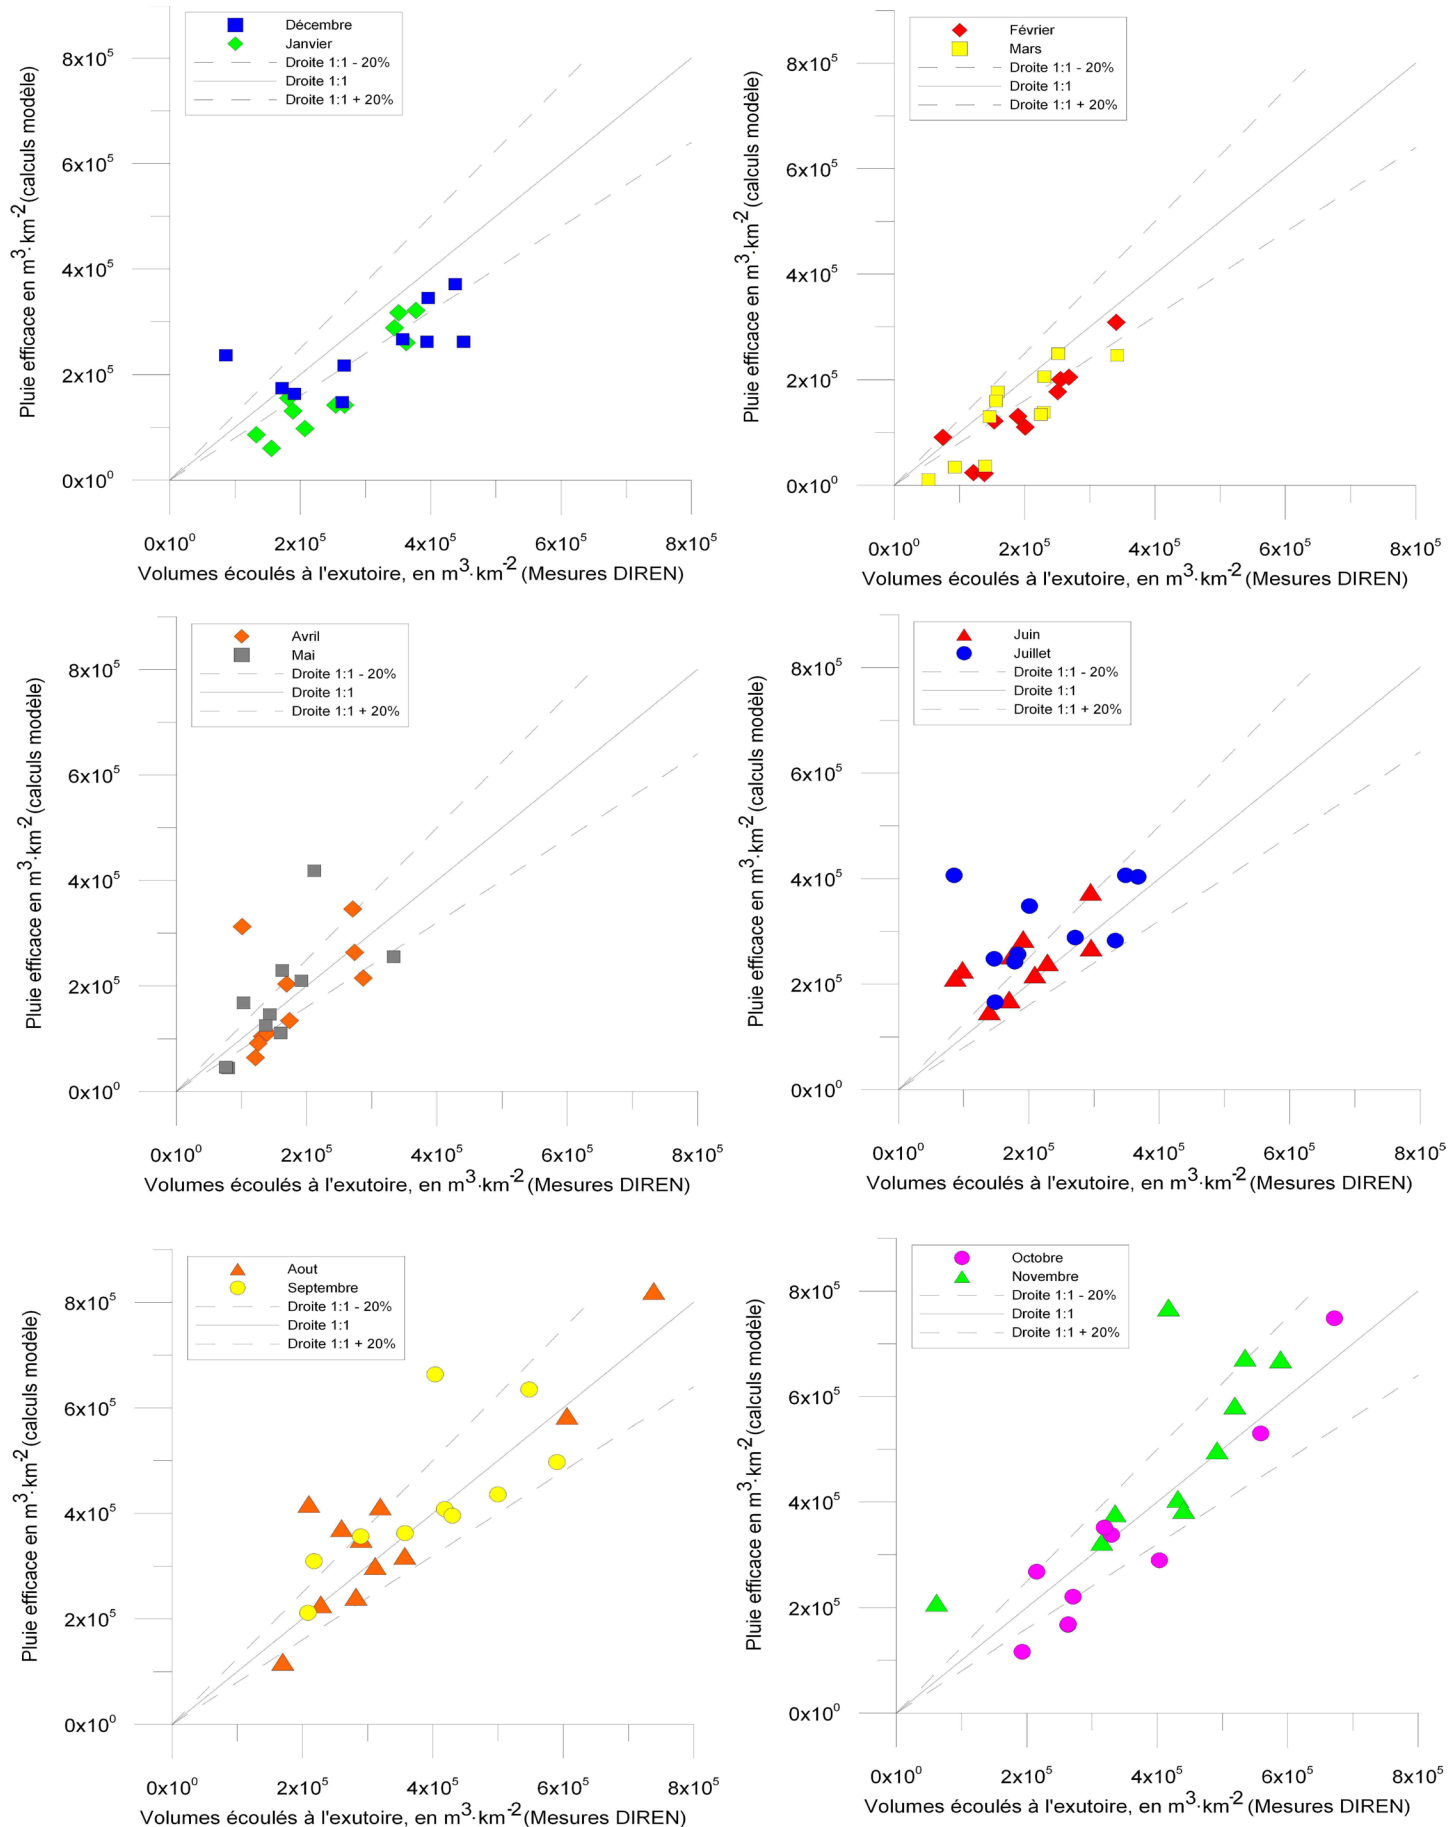 Décembre
Janvier
Droite 1:1 - 20%
Droite 1:1
Droite 1:1 + 20%
8x10⁵
6x10⁵
4x10⁵
2x10⁵
0x10⁰
Pluie efficace en m³·km⁻² (calculs modèle)
0x10⁰ 2x10⁵ 4x10⁵ 6x10⁵ 8x10⁵
Volumes écoulés à l'exutoire, en m³·km⁻² (Mesures DIREN)
Février
Mars
Droite 1:1 - 20%
Droite 1:1
Droite 1:1 + 20%
8x10⁵
6x10⁵
4x10⁵
2x10⁵
0x10⁰
Pluie efficace en m³·km⁻² (calculs modèle)
0x10⁰ 2x10⁵ 4x10⁵ 6x10⁵ 8x10⁵
Volumes écoulés à l'exutoire, en m³·km⁻² (Mesures DIREN)
Avril
Mai
Droite 1:1 - 20%
Droite 1:1
Droite 1:1 + 20%
8x10⁵
6x10⁵
4x10⁵
2x10⁵
0x10⁰
Pluie efficace en m³·km⁻² (calculs modèle)
0x10⁰ 2x10⁵ 4x10⁵ 6x10⁵ 8x10⁵
Volumes écoulés à l'exutoire, en m³·km⁻² (Mesures DIREN)
Juin
Juillet
Droite 1:1 - 20%
Droite 1:1
Droite 1:1 + 20%
8x10⁵
6x10⁵
4x10⁵
2x10⁵
0x10⁰
Pluie efficace en m³·km⁻² (calculs modèle)
0x10⁰ 2x10⁵ 4x10⁵ 6x10⁵ 8x10⁵
Volumes écoulés à l'exutoire, en m³·km⁻² (Mesures DIREN)
Aout
Septembre
Droite 1:1 - 20%
Droite 1:1
Droite 1:1 + 20%
8x10⁵
6x10⁵
4x10⁵
2x10⁵
0x10⁰
Pluie efficace en m³·km⁻² (calculs modèle)
0x10⁰ 2x10⁵ 4x10⁵ 6x10⁵ 8x10⁵
Volumes écoulés à l'exutoire, en m³·km⁻² (Mesures DIREN)
Octobre
Novembre
Droite 1:1 - 20%
Droite 1:1
Droite 1:1 + 20%
8x10⁵
6x10⁵
4x10⁵
2x10⁵
0x10⁰
Pluie efficace en m³·km⁻² (calculs modèle)
0x10⁰ 2x10⁵ 4x10⁵ 6x10⁵ 8x10⁵
Volumes écoulés à l'exutoire, en m³·km⁻² (Mesures DIREN)